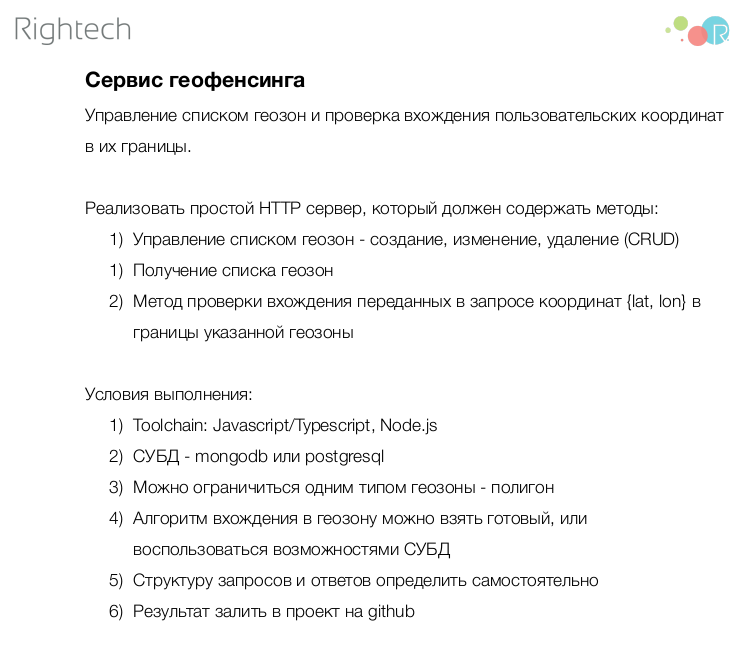 Rightech
R
Сервис геофенсинга
Управление списком геозон и проверка вхождения пользовательских координат
в их границы.
Реализовать простой HTTP сервер, который должен содержать методы:
1) Управление списком геозон - создание, изменение, удаление (CRUD)
1) Получение списка геозон
2) Метод проверки вхождения переданных в запросе координат {lat, lon} в
границы указанной геозоны
Условия выполнения:
1) Toolchain: Javascript/Typescript, Node.js
2) СУБД - mongodb или postgresql
3) Можно ограничиться одним типом геозоны - полигон
4) Алгоритм вхождения в геозону можно взять готовый, или
воспользоваться возможностями СУБД
5) Структуру запросов и ответов определить самостоятельно
6) Результат залить в проект на github